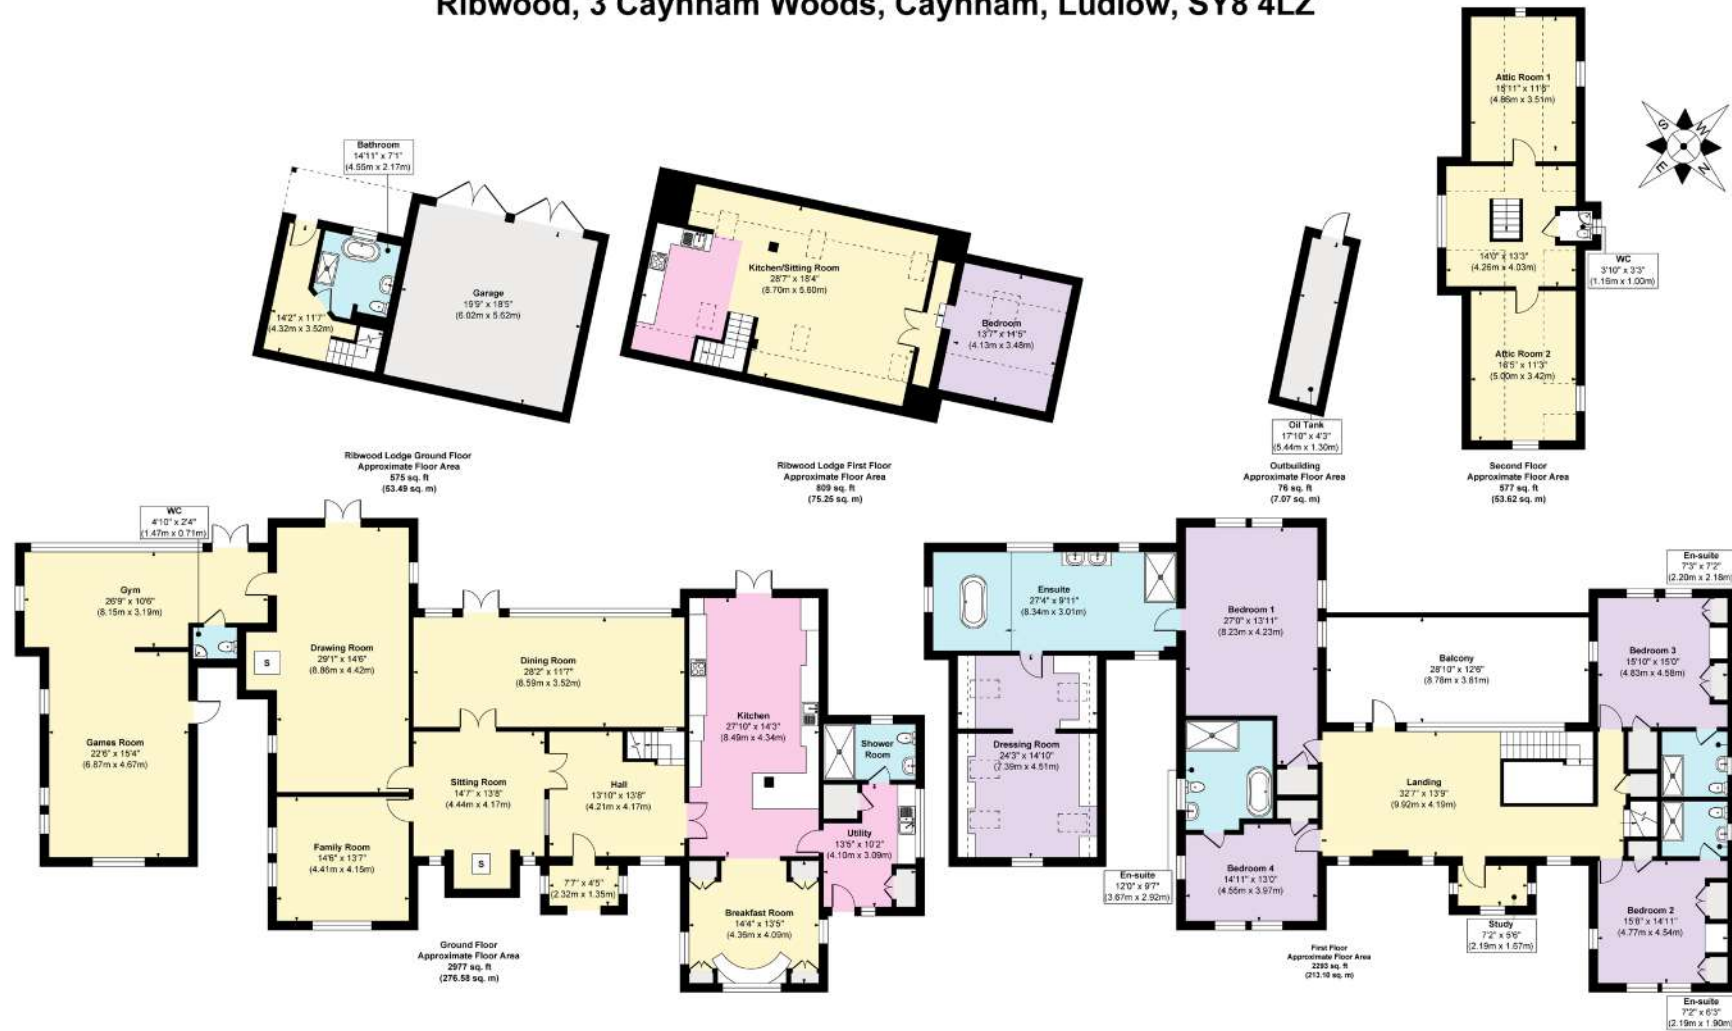 Ribwood, 3 Caynham Woods, Caynham, Ludlow, SY8 4LZ
Bathroom
14'11" x 7'1"
(4.55m x 2.17m)
14'2" x 11'7"
(4.32m x 3.52m)
Garage
19'9" x 18'5"
(6.02m x 5.62m)
Ribwood Lodge Ground Floor
Approximate Floor Area
575 sq. ft
(53.49 sq. m)
Kitchen/Sitting Room
28'7" x 18'4"
(8.70m x 5.60m)
Bedroom
13'7" x 14'5"
(4.13m x 3.48m)
Ribwood Lodge First Floor
Approximate Floor Area
809 sq. ft
(75.25 sq. m)
Oil Tank
17'10" x 4'3"
(5.44m x 1.30m)
Outbuilding
Approximate Floor Area
76 sq. ft
(7.07 sq. m)
Attic Room 1
15'11" x 11'6"
(4.86m x 3.51m)
14'0" x 13'3"
(4.26m x 4.03m)
WC
3'10" x 3'3"
(1.16m x 1.00m)
Attic Room 2
16'5" x 11'3"
(5.00m x 3.42m)
Second Floor
Approximate Floor Area
577 sq. ft
(53.62 sq. m)
S
W
E
N
WC
4'10" x 2'4"
(1.47m x 0.71m)
Gym
26'9" x 10'6"
(8.15m x 3.19m)
Games Room
22'6" x 15'4"
(6.87m x 4.67m)
S
Drawing Room
29'1" x 14'6"
(8.86m x 4.42m)
Family Room
14'6" x 13'7"
(4.41m x 4.15m)
Dining Room
28'2" x 11'7"
(8.59m x 3.52m)
Sitting Room
14'7" x 13'8"
(4.44m x 4.17m)
S
Hall
13'10" x 13'8"
(4.21m x 4.17m)
7'7" x 4'5"
(2.32m x 1.35m)
Kitchen
27'10" x 14'3"
(8.49m x 4.34m)
Shower
Room
Utility
13'5" x 10'2"
(4.10m x 3.09m)
Breakfast Room
14'4" x 13'5"
(4.36m x 4.09m)
Ground Floor
Approximate Floor Area
2977 sq. ft
(276.58 sq. m)
Ensuite
27'4" x 9'11"
(8.34m x 3.01m)
Dressing Room
24'3" x 14'10"
(7.39m x 4.51m)
Bedroom 1
27'0" x 13'11"
(8.23m x 4.23m)
En-suite
12'0" x 9'7"
(3.67m x 2.92m)
Bedroom 4
14'11" x 13'0"
(4.55m x 3.97m)
Balcony
28'10" x 12'6"
(8.78m x 3.81m)
Landing
32'7" x 13'9"
(9.92m x 4.19m)
Study
7'2" x 5'6"
(2.19m x 1.67m)
En-suite
7'3" x 7'2"
(2.20m x 2.18m)
Bedroom 3
15'10" x 15'0"
(4.83m x 4.58m)
Bedroom 2
15'8" x 14'11"
(4.77m x 4.54m)
En-suite
7'2" x 6'3"
(2.19m x 1.90m)
First Floor
Approximate Floor Area
2293 sq. ft
(213.10 sq. m)